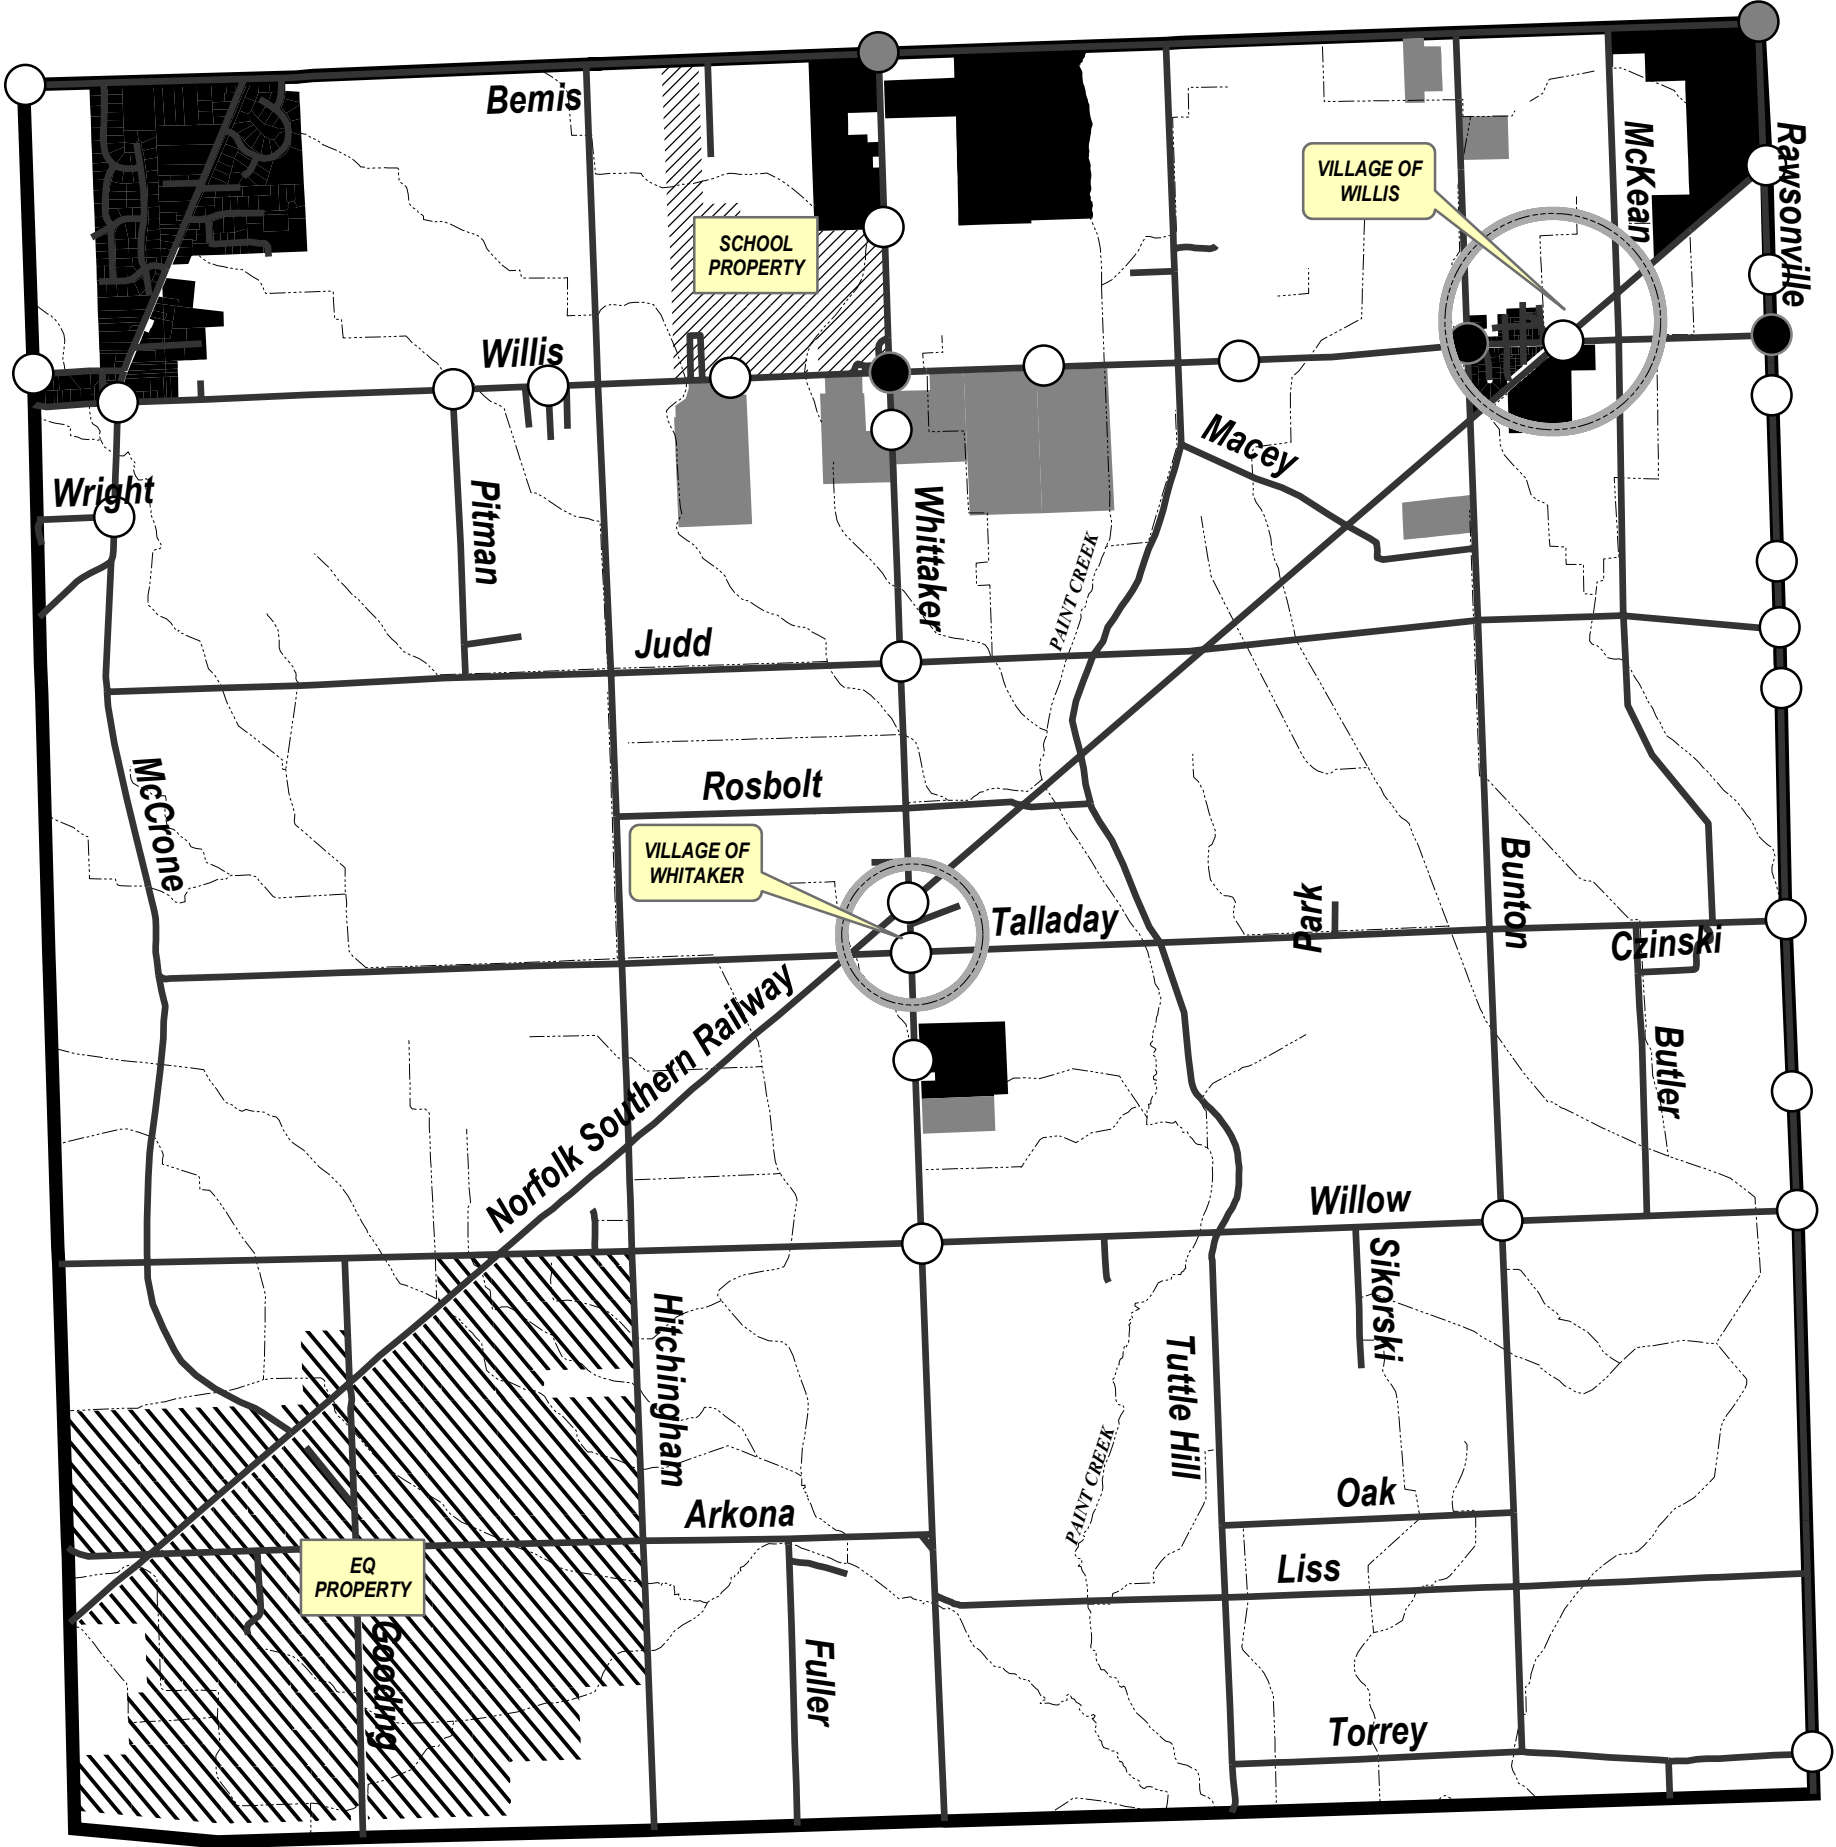 Bemis
McKean
Rawsonville
VILLAGE OF
WILLIS
SCHOOL
PROPERTY
Willis
Macey
Wright
Pitman
Whittaker
PAINT CREEK
Judd
McCrone
Rosbolt
VILLAGE OF
WHITAKER
Talladay
Park
Bunton
Czinski
Norfolk Southern Railway
Butler
Willow
Sikorski
Hitchingham
Tuttle Hill
PAINT CREEK
Oak
Arkona
EQ
PROPERTY
Liss
Gooding
Fuller
Torrey